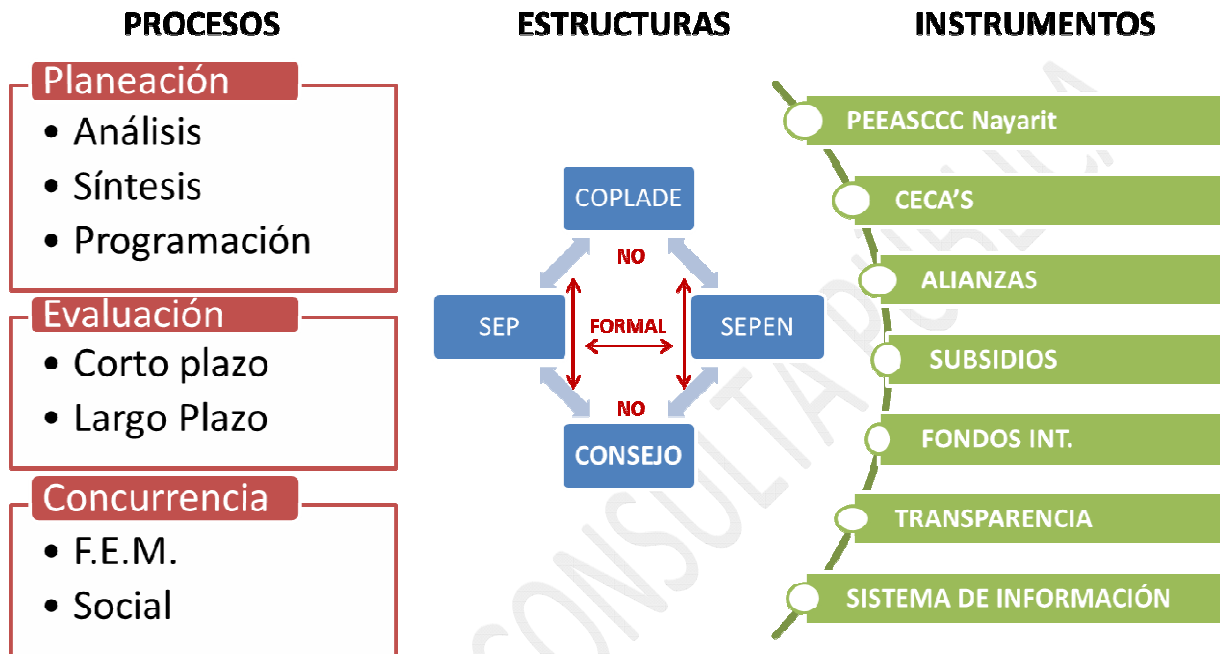 PROCESOS
Planeación
• Análisis
• Síntesis
• Programación
Evaluación
• Corto plazo
• Largo Plazo
Concurrencia
• F.E.M.
• Social
ESTRUCTURAS
COPLADE
NO
SEP
FORMAL
SEPEN
NO
CONSEJO
INSTRUMENTOS
PEEASCCC Nayarit
CECA’S
ALIANZAS
SUBSIDIOS
FONDOS INT.
TRANSPARENCIA
SISTEMA DE INFORMACIÓN
CONSULTA PÚBLICA